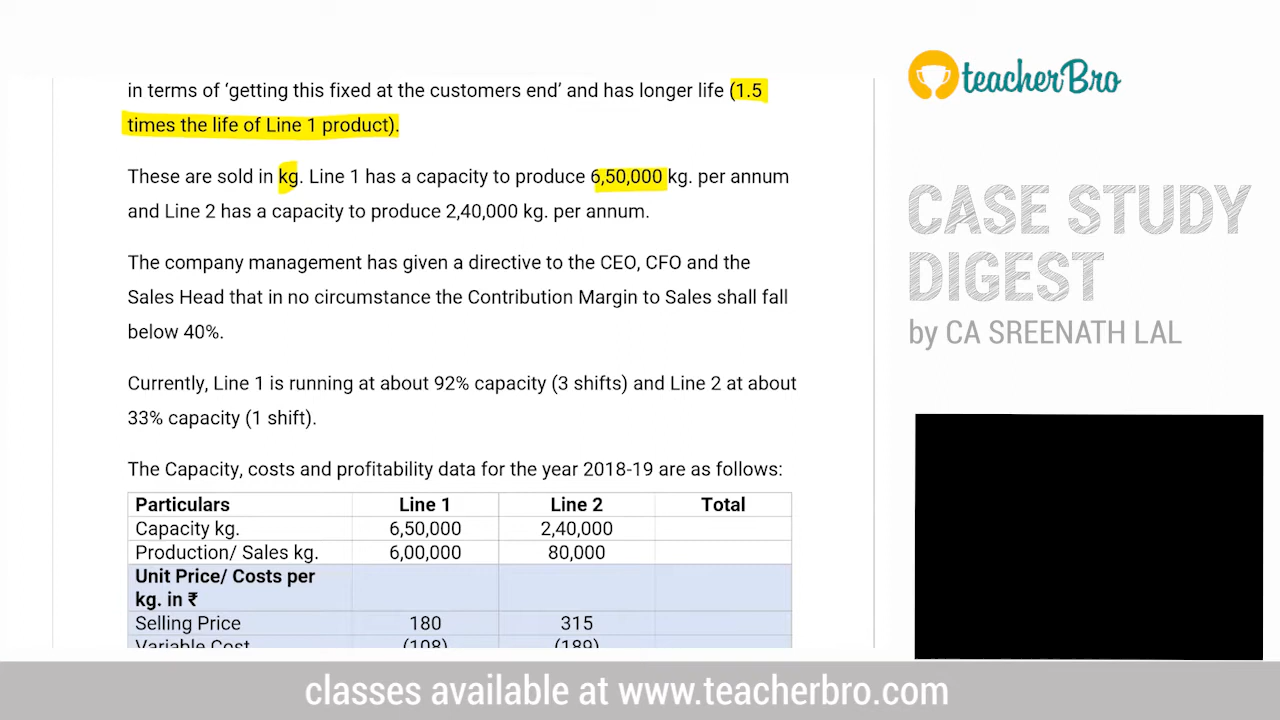 in terms of ‘getting this fixed at the customers end’ and has longer life (1.5
times the life of Line 1 product).
These are sold in kg. Line 1 has a capacity to produce 6,50,000 kg. per annum
and Line 2 has a capacity to produce 2,40,000 kg. per annum.
The company management has given a directive to the CEO, CFO and the
Sales Head that in no circumstance the Contribution Margin to Sales shall fall
below 40%.
Currently, Line 1 is running at about 92% capacity (3 shifts) and Line 2 at about
33% capacity (1 shift).
The Capacity, costs and profitability data for the year 2018-19 are as follows:
Particulars Line 1 Line 2 Total
Capacity kg. 6,50,000 2,40,000
Production/ Sales kg. 6,00,000 80,000
Unit Price/ Costs per
kg. in ₹
Selling Price 180 315
Variable Cost (108) (189)
teacherBro
CASE STUDY
DIGEST
by CA SREENATH LAL
classes available at www.teacherbro.com